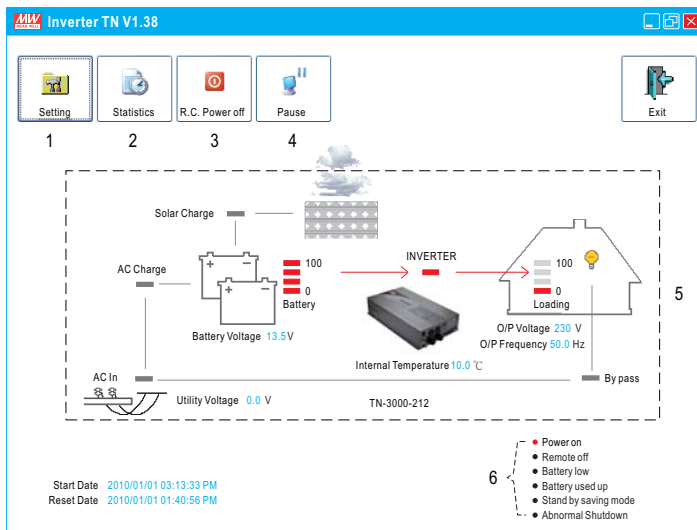 MW
MEAN WELL
Inverter TN V1.38
Setting
Statistics
R.C. Power off
Pause
Exit
1
2
3
4
Solar Charge
AC Charge
+ -
+ -
100
0
Battery
INVERTER
100
0
Loading
5
Battery Voltage 13.5V
O/P Voltage 230 V
O/P Frequency 50.0 Hz
Internal Temperature 10.0 ℃
AC In
By pass
Utility Voltage 0.0 V
TN-3000-212
6
Power on
Remote off
Battery low
Battery used up
Stand by saving mode
Abnormal Shutdown
Start Date 2010/01/01 03:13:33 PM
Reset Date 2010/01/01 01:40:56 PM